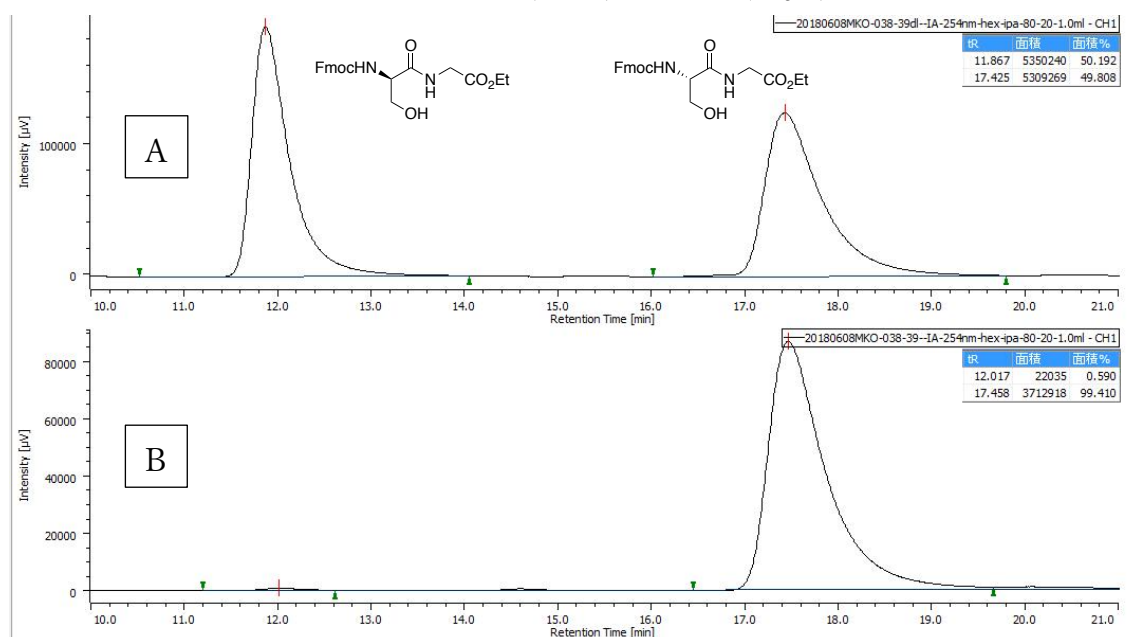 20180608MKO-038-39dl--IA-254nm-hex-ipa-80-20-1.0ml - CH1
tR 面積 面積%
11.867 5350240 50.192
17.425 5309269 49.808
O
FmocHN
N
H
CO₂Et
OH
O
FmocHN
N
H
CO₂Et
OH
A
Intensity [µV]
100000
0
10.0 11.0 12.0 13.0 14.0 15.0 16.0 17.0 18.0 19.0 20.0 21.0
Retention Time [min]
20180608MKO-038-39--IA-254nm-hex-ipa-80-20-1.0ml - CH1
tR 面積 面積%
12.017 22035 0.590
17.458 3712918 99.410
B
Intensity [µV]
80000
60000
40000
20000
0
10.0 11.0 12.0 13.0 14.0 15.0 16.0 17.0 18.0 19.0 20.0 21.0
Retention Time [min]